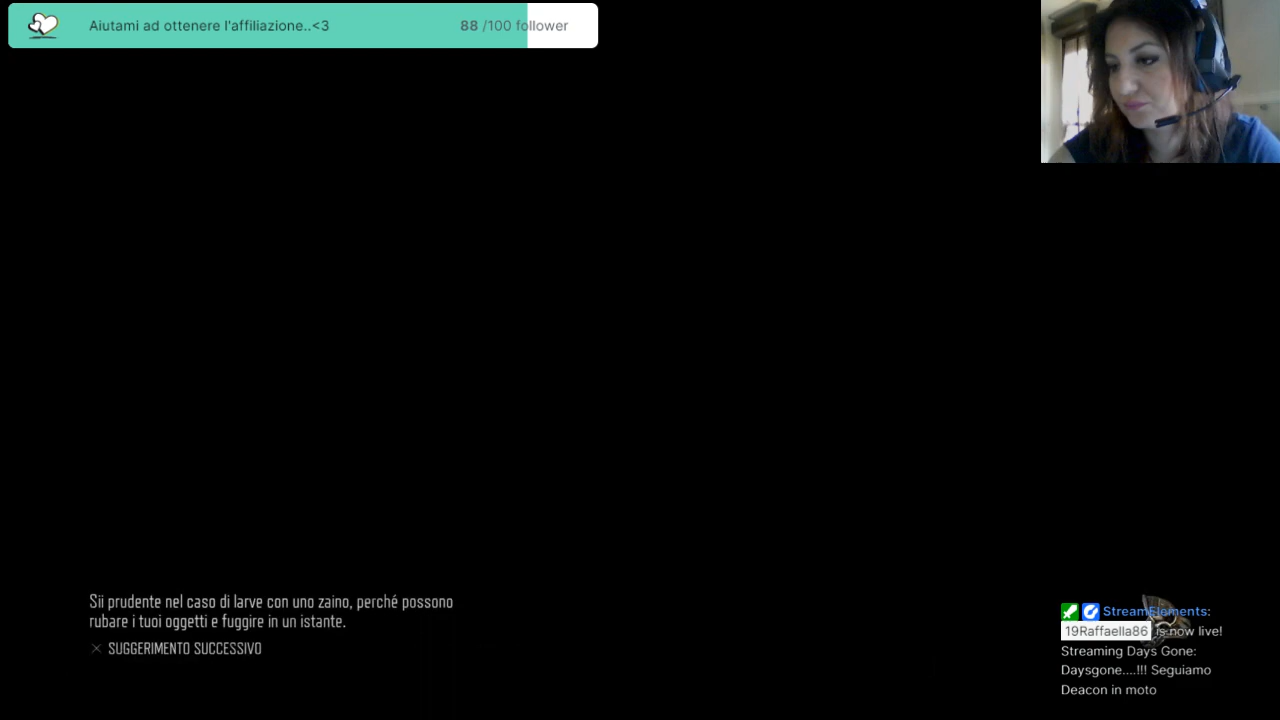 Aiutami ad ottenere l'affiliazione..<3
88 /100 follower
Sii prudente nel caso di larve con uno zaino, perché possono
rubare i tuoi oggetti e fuggire in un istante.
SUGGERIMENTO SUCCESSIVO
StreamElements:
19Raffaella86 is now live!
Streaming Days Gone:
Daysgone....!!! Seguiamo
Deacon in moto